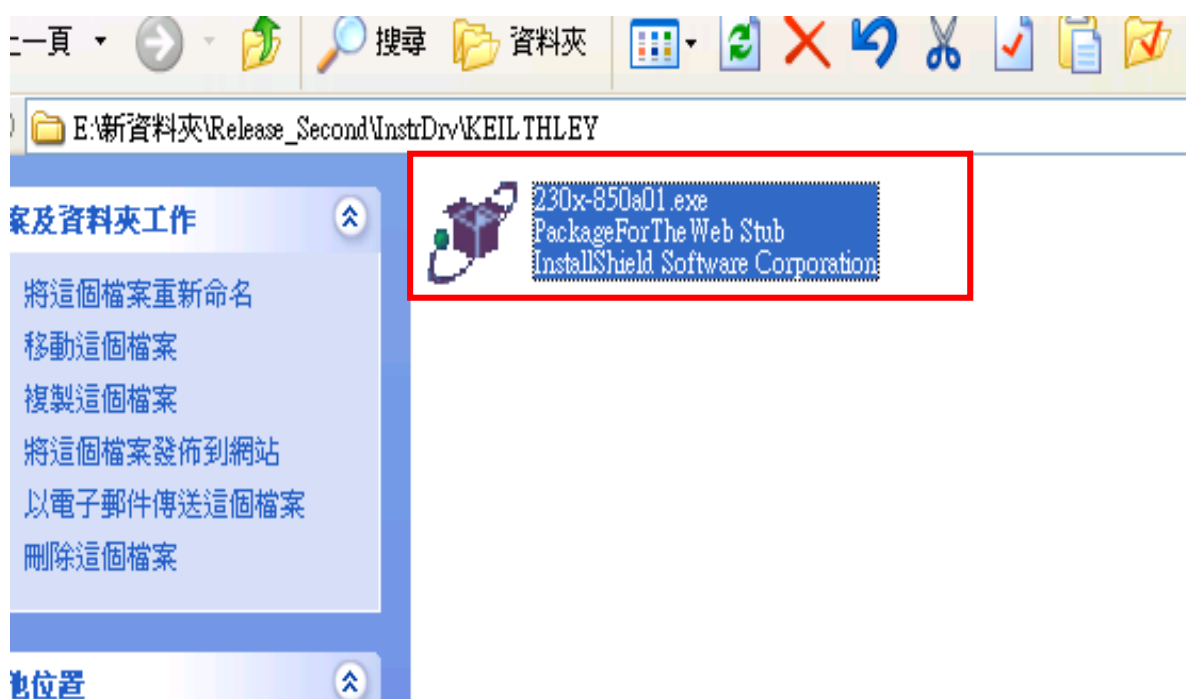 一頁
搜尋
資料夾
E:\新資料夾\Release_Second\InstrDrv\KEILTHLEY
230x-850a01.exe
PackageForTheWeb Stub
InstallShield Software Corporation
案及資料夾工作
將這個檔案重新命名
移動這個檔案
複製這個檔案
將這個檔案發佈到網站
以電子郵件傳送這個檔案
刪除這個檔案
他位置